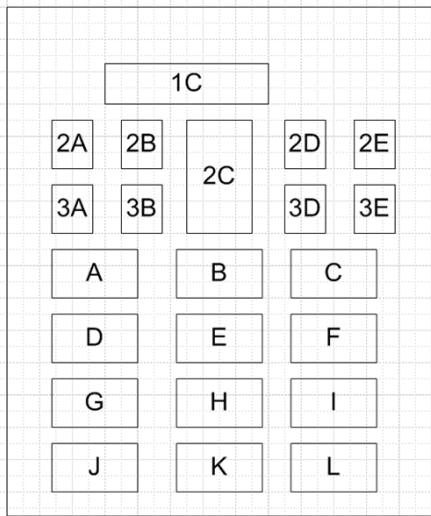 1C
2A 2B 2C 2D 2E
3A 3B 3D 3E
A B C
D E F
G H I
J K L